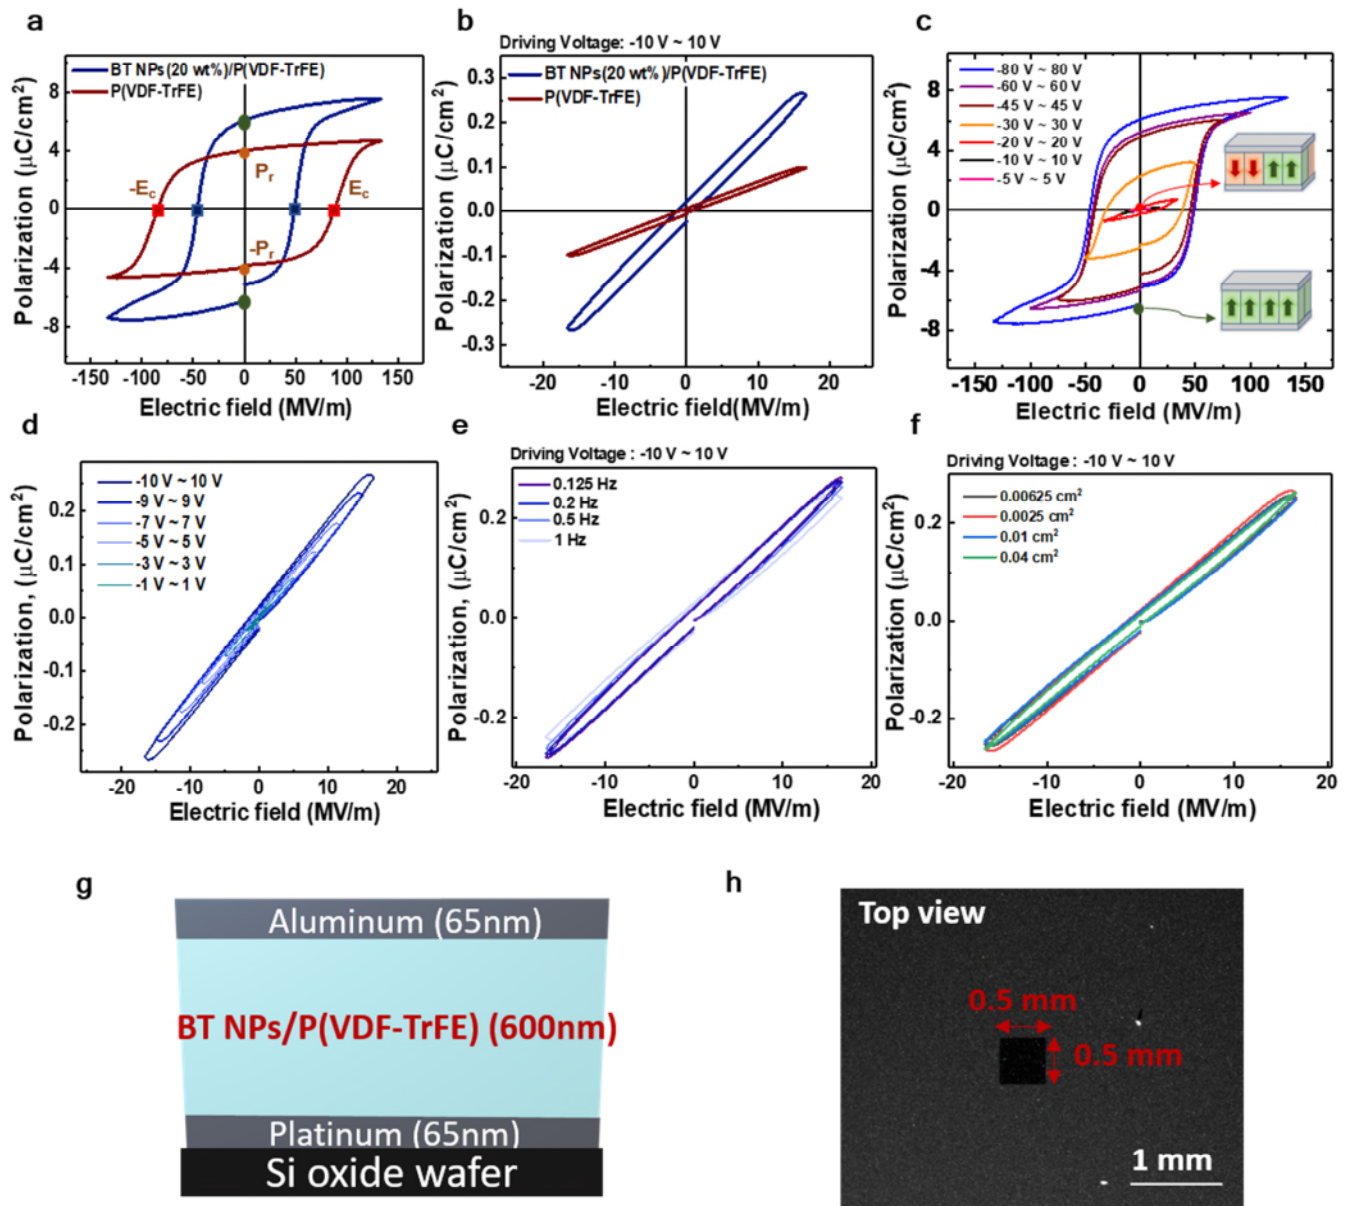 a
BT NPs(20 wt%)/P(VDF-TrFE)
P(VDF-TrFE)
8
4
0
-4
-8
-Ec
Pr
Ec
-Pr
-150 -100 -50 0 50 100 150
Polarization (μC/cm²)
Electric field (MV/m)
b
Driving Voltage: -10 V ~ 10 V
BT NPs(20 wt%)/P(VDF-TrFE)
P(VDF-TrFE)
0.3
0.2
0.1
0.0
-0.1
-0.2
-0.3
-20 -10 0 10 20
Polarization (μC/cm²)
Electric field(MV/m)
c
-80 V ~ 80 V
-60 V ~ 60 V
-45 V ~ 45 V
-30 V ~ 30 V
-20 V ~ 20 V
-10 V ~ 10 V
-5 V ~ 5 V
8
4
0
-4
-8
-150 -100 -50 0 50 100 150
Polarization (μC/cm²)
Electric field (MV/m)
d
-10 V ~ 10 V
-9 V ~ 9 V
-7 V ~ 7 V
-5 V ~ 5 V
-3 V ~ 3 V
-1 V ~ 1 V
0.2
0.1
0.0
-0.1
-0.2
-20 -10 0 10 20
Polarization, (μC/cm²)
Electric field (MV/m)
e
Driving Voltage : -10 V ~ 10 V
0.125 Hz
0.2 Hz
0.5 Hz
1 Hz
0.2
0.0
-0.2
-20 -10 0 10 20
Polarization, (μC/cm²)
Electric field (MV/m)
f
Driving Voltage : -10 V ~ 10 V
0.00625 cm²
0.0025 cm²
0.01 cm²
0.04 cm²
0.2
0.0
-0.2
-20 -10 0 10 20
Polarization (μC/cm²)
Electric field (MV/m)
g
Aluminum (65nm)
BT NPs/P(VDF-TrFE) (600nm)
Platinum (65nm)
Si oxide wafer
h
Top view
0.5 mm
0.5 mm
1 mm